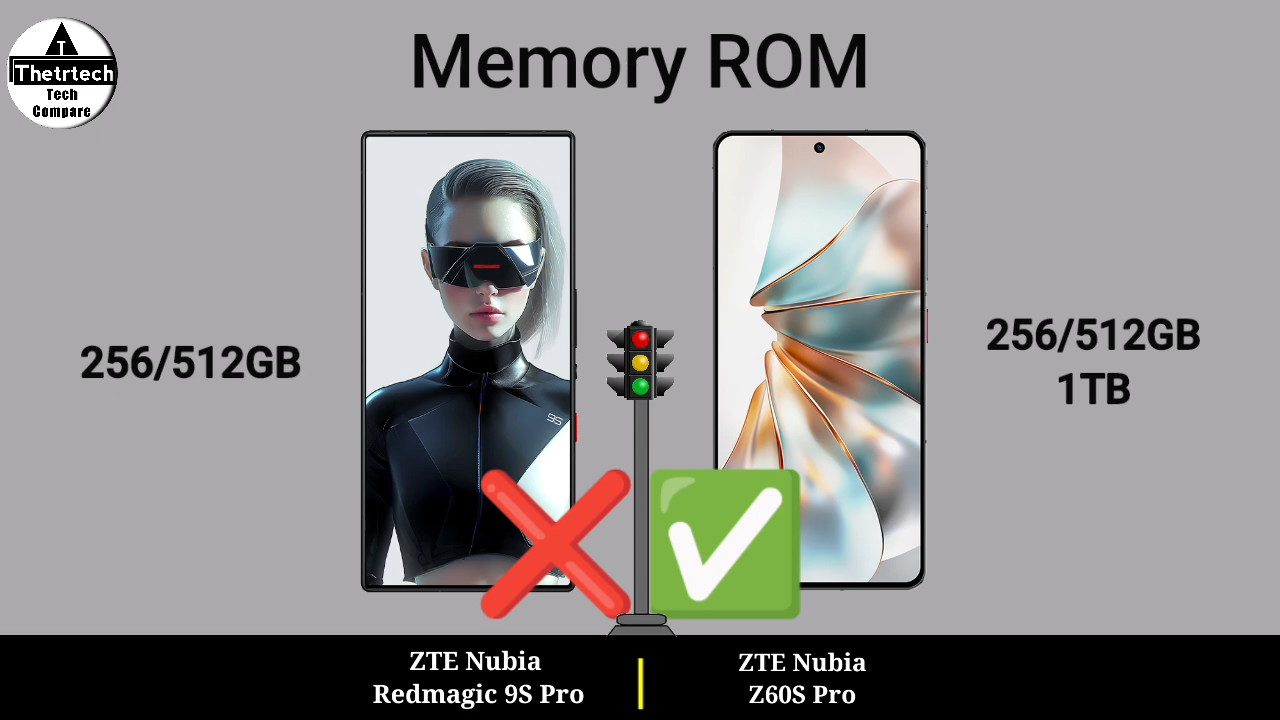 T
Thetrtech
Tech
Compare
Memory ROM
9S
256/512GB
256/512GB
1TB
ZTE Nubia
Redmagic 9S Pro
ZTE Nubia
Z60S Pro